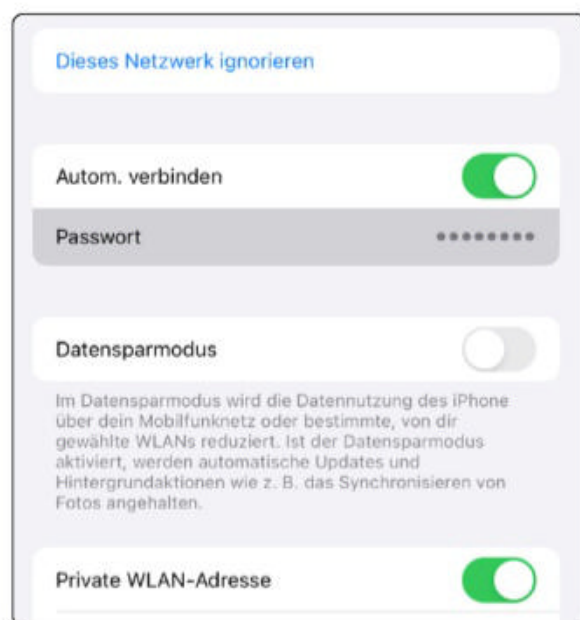 Dieses Netzwerk ignorieren
Autom. verbinden
Passwort ••••••••
Datensparmodus
Im Datensparmodus wird die Datennutzung des iPhone
über dein Mobilfunknetz oder bestimmte, von dir
gewählte WLANs reduziert. Ist der Datensparmodus
aktiviert, werden automatische Updates und
Hintergrundaktionen wie z. B. das Synchronisieren von
Fotos angehalten.
Private WLAN-Adresse